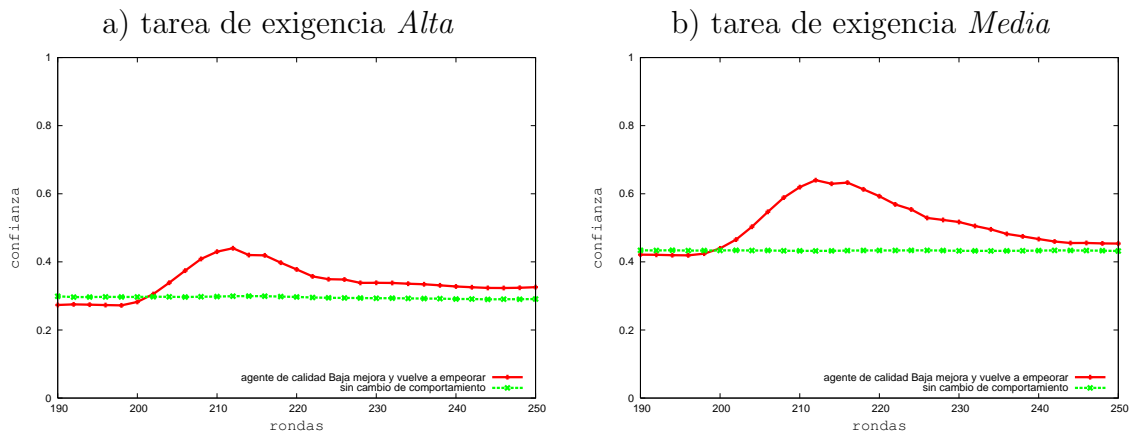 a) tarea de exigencia Alta
1
0.8
0.6
0.4
0.2
0
confianza
agente de calidad Baja mejora y vuelve a empeorar
sin cambio de comportamiento
190 200 210 220 230 240 250
rondas
b) tarea de exigencia Media
1
0.8
0.6
0.4
0.2
0
confianza
agente de calidad Baja mejora y vuelve a empeorar
sin cambio de comportamiento
190 200 210 220 230 240 250
rondas